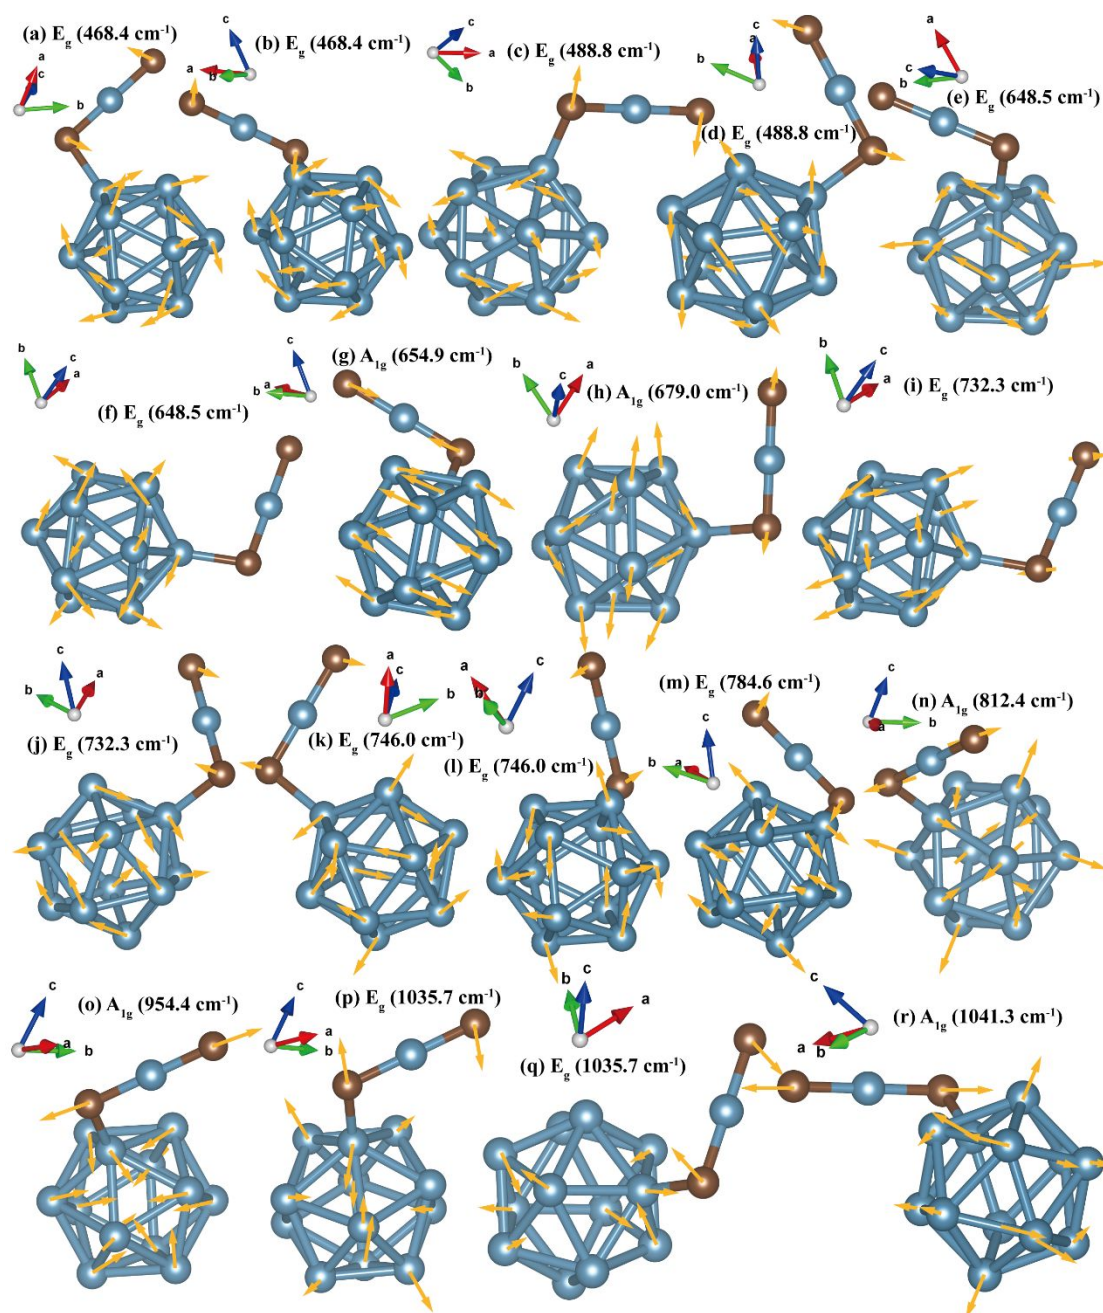 (a) Eg (468.4 cm-1)
a
c
b
(b) Eg (468.4 cm-1)
c
a
b
(c) Eg (488.8 cm-1)
c
a
b
(d) Eg (488.8 cm-1)
c
a
b
(e) Eg (648.5 cm-1)
a
c
b
(f) Eg (648.5 cm-1)
b
c
a
(g) A1g (654.9 cm-1)
c
a
b
(h) A1g (679.0 cm-1)
b
c
a
(i) Eg (732.3 cm-1)
b
c
a
(j) Eg (732.3 cm-1)
c
a
b
(k) Eg (746.0 cm-1)
a
c
b
(l) Eg (746.0 cm-1)
a
c
b
(m) Eg (784.6 cm-1)
c
b
a
(n) A1g (812.4 cm-1)
c
a
b
(o) A1g (954.4 cm-1)
c
a
b
(p) Eg (1035.7 cm-1)
c
a
b
(q) Eg (1035.7 cm-1)
b
c
a
(r) A1g (1041.3 cm-1)
c
a
b